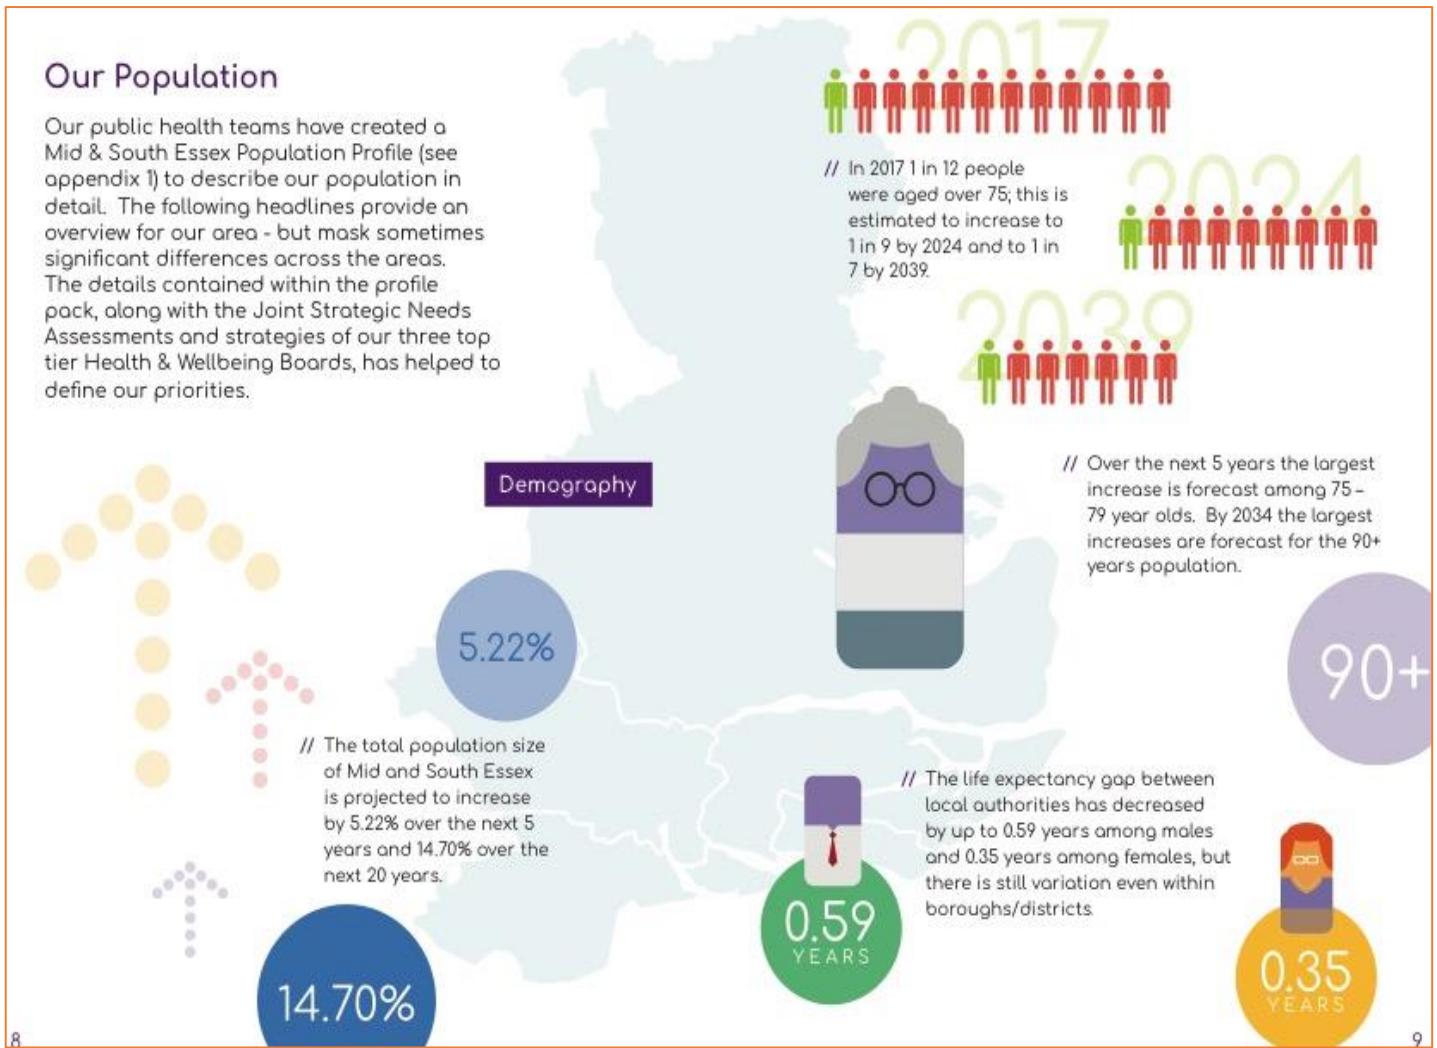 Our Population
Our public health teams have created a
Mid & South Essex Population Profile (see
appendix 1) to describe our population in
detail. The following headlines provide an
overview for our area - but mask sometimes
significant differences across the areas.
The details contained within the profile
pack, along with the Joint Strategic Needs
Assessments and strategies of our three top
tier Health & Wellbeing Boards, has helped to
define our priorities.
Demography
5.22%
// The total population size
of Mid and South Essex
is projected to increase
by 5.22% over the next 5
years and 14.70% over the
next 20 years.
14.70%
8
2017
// In 2017 1 in 12 people
were aged over 75; this is
estimated to increase to
1 in 9 by 2024 and to 1 in
7 by 2039.
2024
2039
// Over the next 5 years the largest
increase is forecast among 75 –
79 year olds. By 2034 the largest
increases are forecast for the 90+
years population.
90+
// The life expectancy gap between
local authorities has decreased
by up to 0.59 years among males
and 0.35 years among females, but
there is still variation even within
boroughs/districts.
0.59
YEARS
0.35
YEARS
9